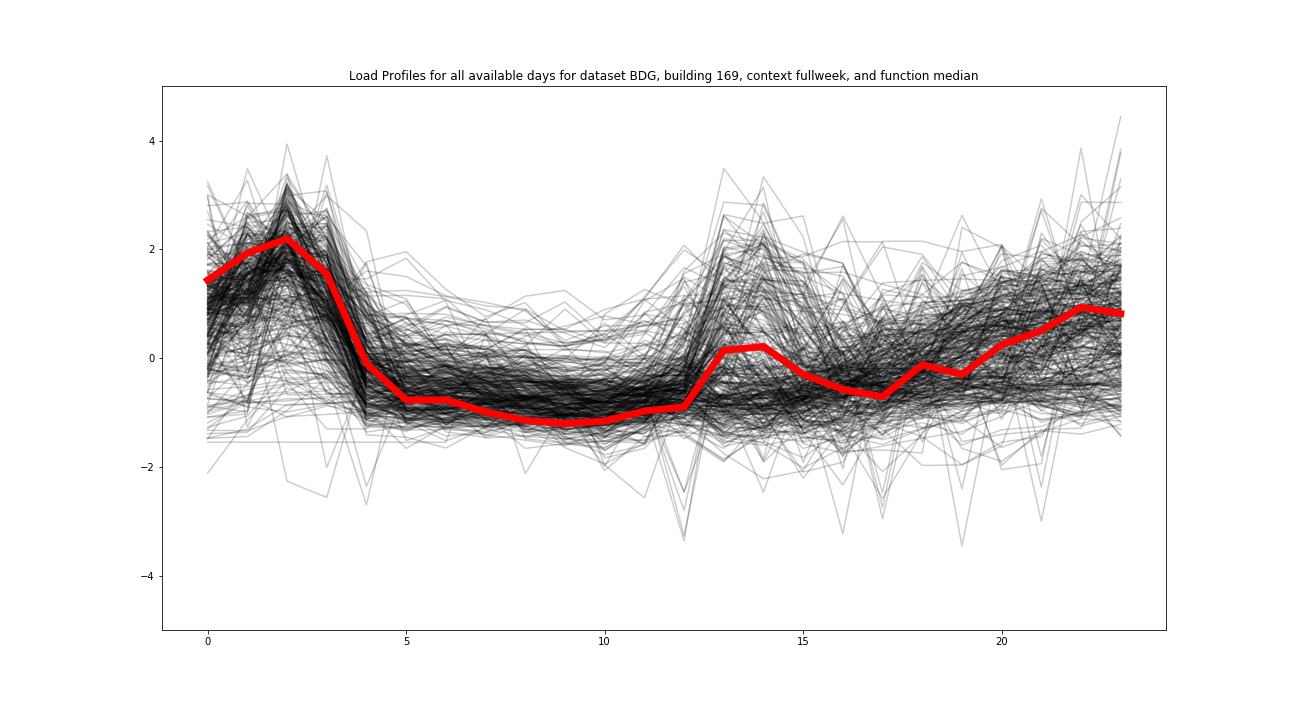 Load Profiles for all available days for dataset BDG, building 169, context fullweek, and function median
4
2
0
−2
−4
0 5 10 15 20